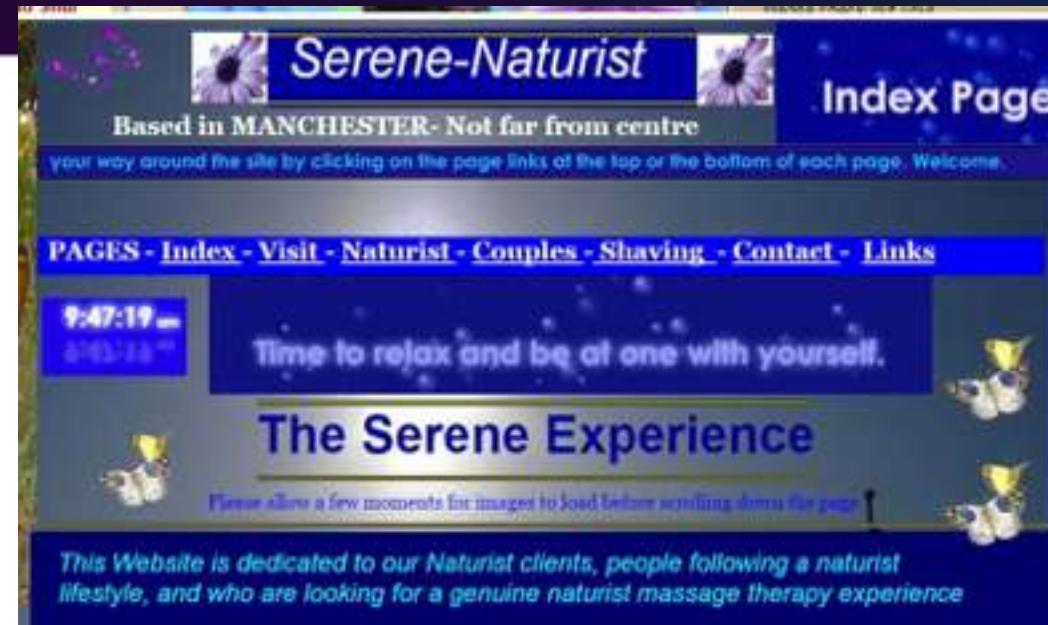 Serene-Naturist
Index Page
Based in MANCHESTER- Not far from centre
your way around the site by clicking on the page links at the top or the bottom of each page. Welcome.
PAGES - Index - Visit - Naturist - Couples - Shaving - Contact - Links
9:47:19 am
Time to relax and be at one with yourself.
The Serene Experience
Please allow a few moments for images to load before scrolling down the page
This Website is dedicated to our Naturist clients, people following a naturist
lifestyle, and who are looking for a genuine naturist massage therapy experience